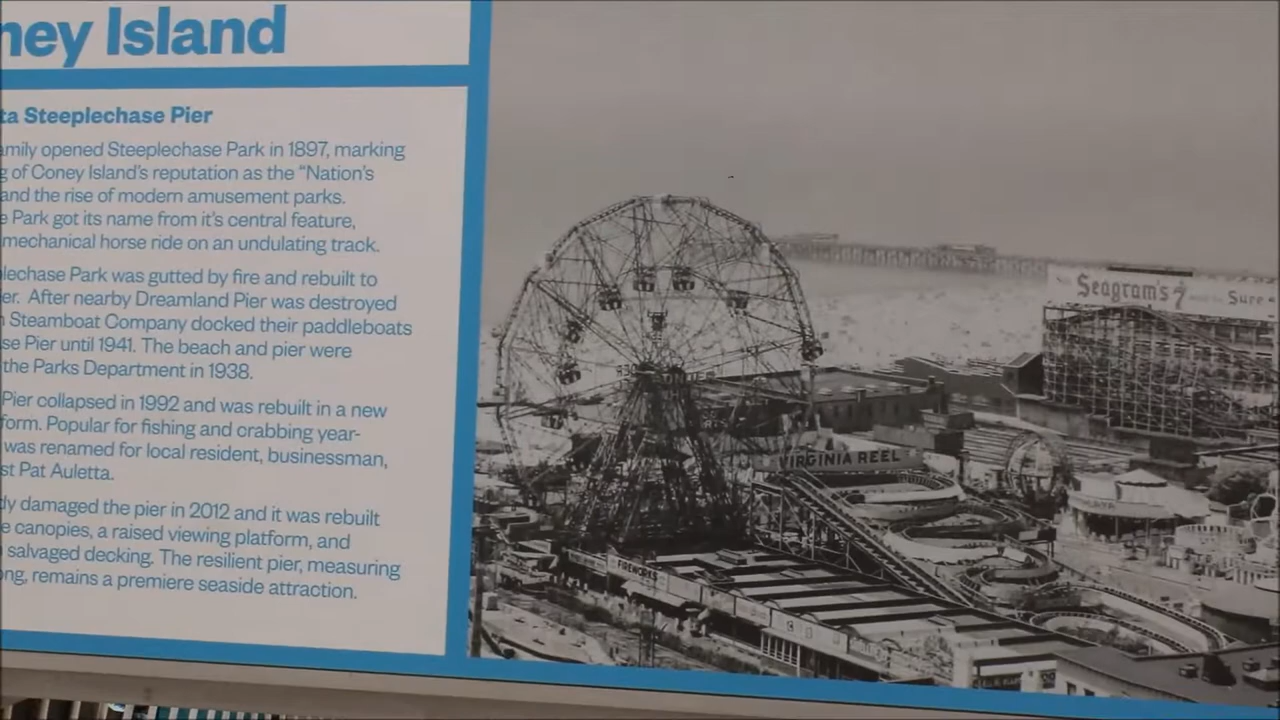 ney Island
ta Steeplechase Pier
amily opened Steeplechase Park in 1897, marking
g of Coney Island's reputation as the "Nation's
and the rise of modern amusement parks.
e Park got its name from it's central feature,
mechanical horse ride on an undulating track.
lechase Park was gutted by fire and rebuilt to
er. After nearby Dreamland Pier was destroyed
n Steamboat Company docked their paddleboats
se Pier until 1941. The beach and pier were
the Parks Department in 1938.
Pier collapsed in 1992 and was rebuilt in a new
form. Popular for fishing and crabbing year-
was renamed for local resident, businessman,
st Pat Auletta.
dy damaged the pier in 2012 and it was rebuilt
e canopies, a raised viewing platform, and
salvaged decking. The resilient pier, measuring
ong, remains a premiere seaside attraction.
Seagram's 7
Sure
VIRGINIA REEL
FIREWORKS